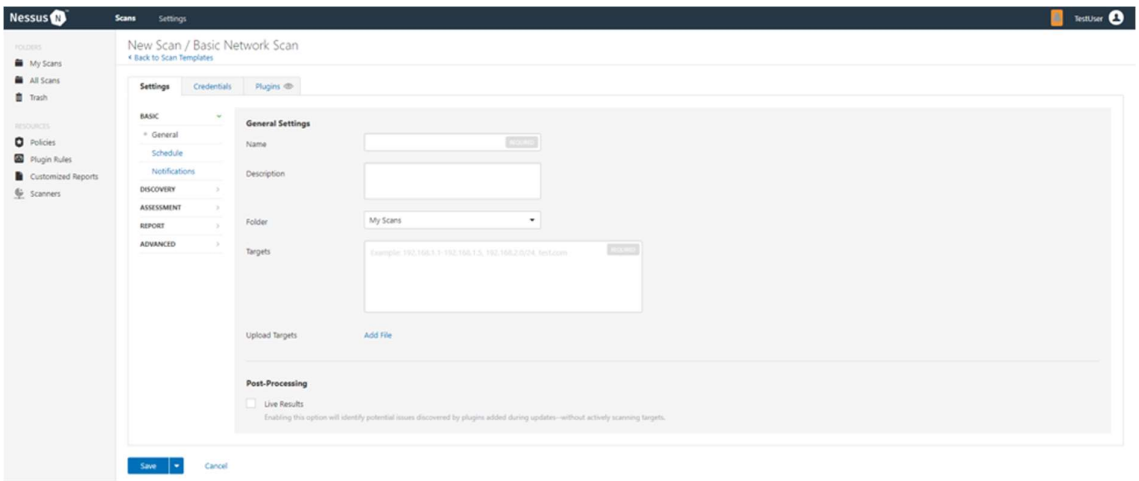 Nessus N
Scans
Settings
TestUser
FOLDERS
My Scans
All Scans
Trash
RESOURCES
Policies
Plugin Rules
Customized Reports
Scanners
New Scan / Basic Network Scan
Back to Scan Templates
Settings
Credentials
Plugins
BASIC
General
Schedule
Notifications
DISCOVERY
ASSESSMENT
REPORT
ADVANCED
General Settings
Name
REQUIRED
Description
Folder
My Scans
Targets
Example: 192.168.1.1-192.168.1.5, 192.168.2.0/24, test.com
REQUIRED
Upload Targets
Add File
Post-Processing
Live Results
Enabling this option will identify potential issues discovered by plugins added during updates--without actively scanning targets.
Save
Cancel